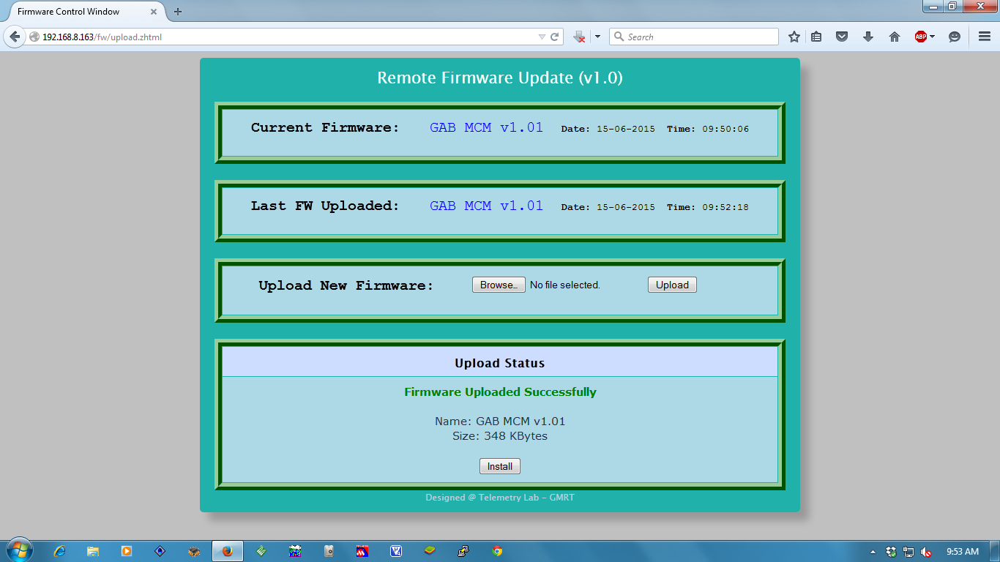 Firmware Control Window
192.168.8.163/fw/upload.zhtml
Search
ABP
Remote Firmware Update (v1.0)
Current Firmware: GAB MCM v1.01 Date: 15-06-2015 Time: 09:50:06
Last FW Uploaded: GAB MCM v1.01 Date: 15-06-2015 Time: 09:52:18
Upload New Firmware: Browse... No file selected. Upload
Upload Status
Firmware Uploaded Successfully
Name: GAB MCM v1.01
Size: 348 KBytes
Install
Designed @ Telemetry Lab - GMRT
9:53 AM